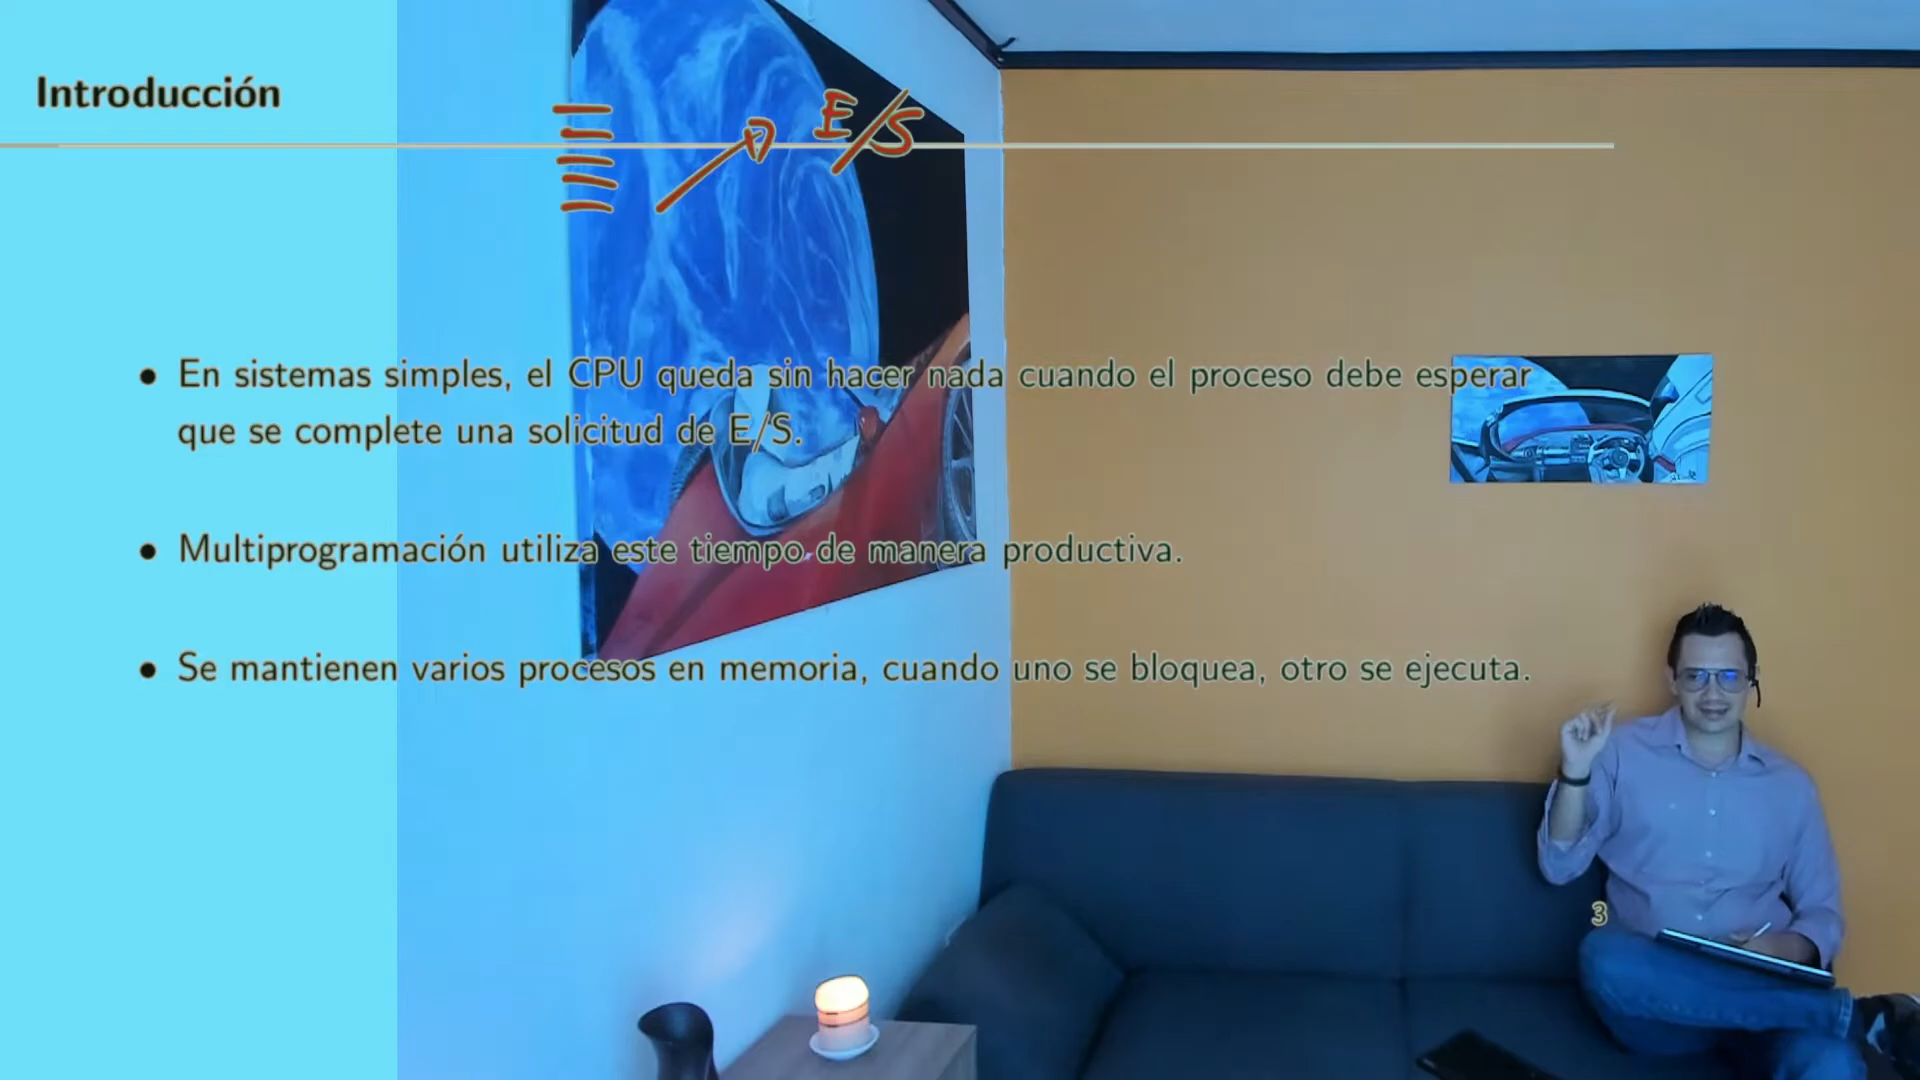 Introducción
E/S
• En sistemas simples, el CPU queda sin hacer nada cuando el proceso debe esperar
que se complete una solicitud de E/S.
• Multiprogramación utiliza este tiempo de manera productiva.
• Se mantienen varios procesos en memoria, cuando uno se bloquea, otro se ejecuta.
3